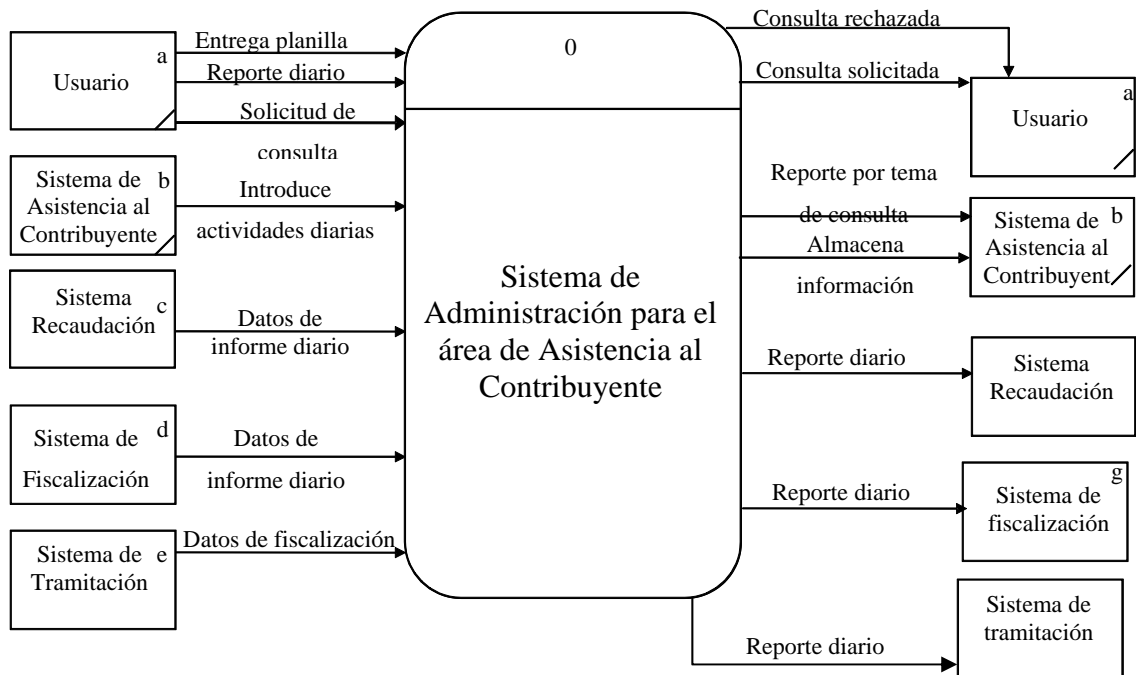 a
Usuario
Entrega planilla
Reporte diario
Solicitud de
consulta
Sistema de b
Asistencia al
Contribuyente
Introduce
actividades diarias
Sistema
Recaudación c
Datos de
informe diario
Sistema de d
Fiscalización
Datos de
informe diario
Sistema de e
Tramitación
Datos de fiscalización
0
Sistema de
Administración para el
área de Asistencia al
Contribuyente
Consulta rechazada
Consulta solicitada
a
Usuario
Reporte por tema
de consulta
Almacena
información
Sistema de b
Asistencia al
Contribuyent
Reporte diario
Sistema
Recaudación
Reporte diario
g
Sistema de
fiscalización
Reporte diario
Sistema de
tramitación